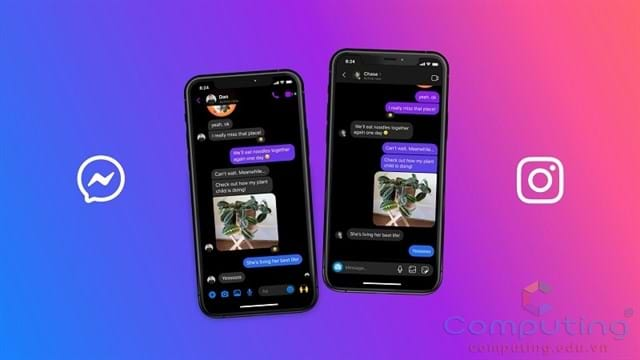 8:24
yeah, ok
I really miss that place!
We'll eat noodles together
again one day
Can't wait. Meanwhile...
Check out how my plant
child is doing!
She's living her best life!
Aa
8:24
Chase
yeah, ok
I really miss that place!
We'll eat noodles together
again one day
Can't wait. Meanwhile...
Check out how my plant
child is doing!
She's living her best life!
Message...
Computing
computing.edu.vn